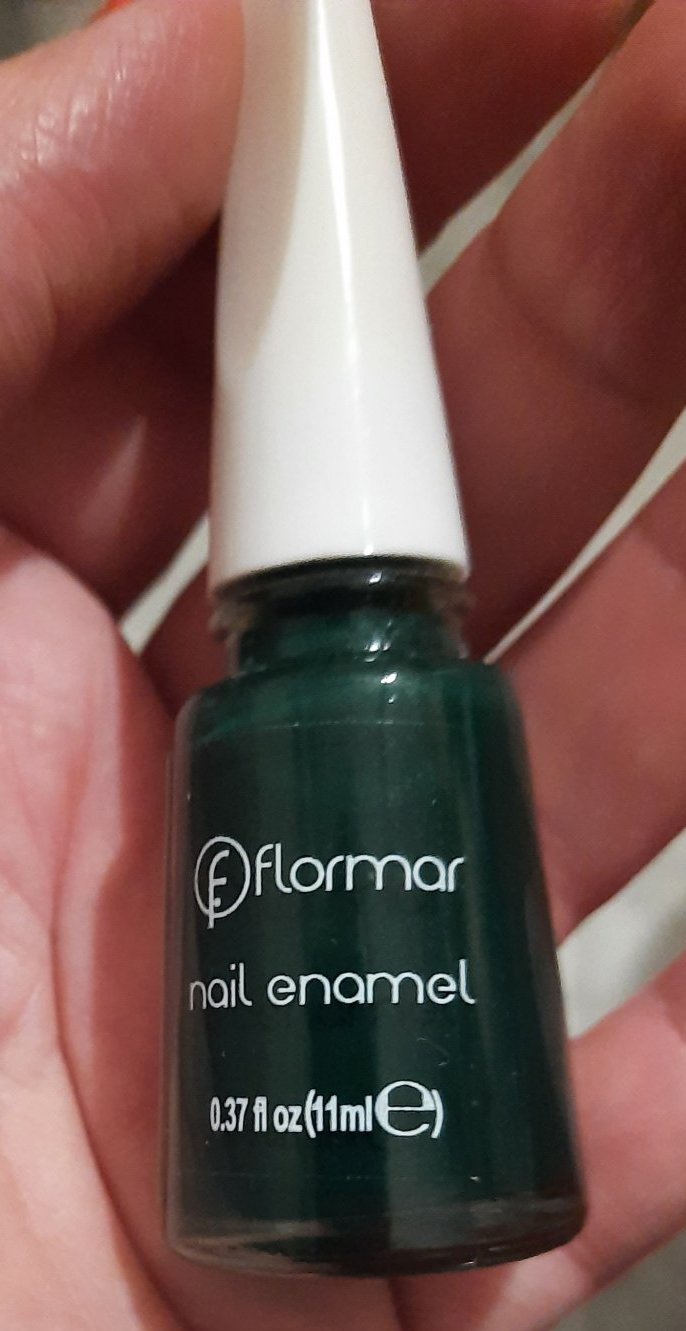 flormar
nail enamel
0.37 fl oz (11ml e)